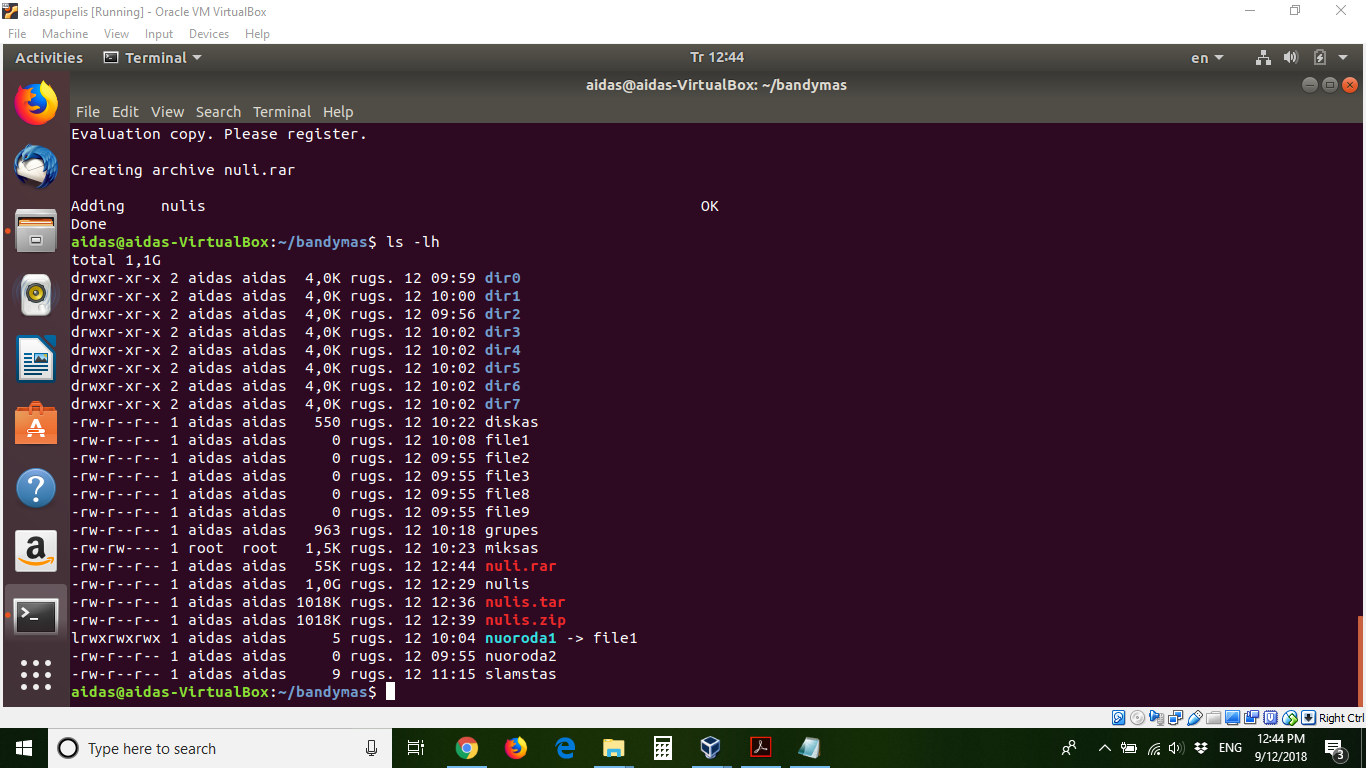 aidaspupelis [Running] - Oracle VM VirtualBox
File Machine View Input Devices Help
Activities Terminal Tr 12:44 en
aidas@aidas-VirtualBox: ~/bandymas
File Edit View Search Terminal Help
Evaluation copy. Please register.
Creating archive nuli.rar
Adding    nulis                                                       OK
Done
aidas@aidas-VirtualBox:~/bandymas$ ls -lh
total 1,1G
drwxr-xr-x 2 aidas aidas  4,0K rugs. 12 09:59 dir0
drwxr-xr-x 2 aidas aidas  4,0K rugs. 12 10:00 dir1
drwxr-xr-x 2 aidas aidas  4,0K rugs. 12 09:56 dir2
drwxr-xr-x 2 aidas aidas  4,0K rugs. 12 10:02 dir3
drwxr-xr-x 2 aidas aidas  4,0K rugs. 12 10:02 dir4
drwxr-xr-x 2 aidas aidas  4,0K rugs. 12 10:02 dir5
drwxr-xr-x 2 aidas aidas  4,0K rugs. 12 10:02 dir6
drwxr-xr-x 2 aidas aidas  4,0K rugs. 12 10:02 dir7
-rw-r--r-- 1 aidas aidas   550 rugs. 12 10:22 diskas
-rw-r--r-- 1 aidas aidas     0 rugs. 12 10:08 file1
-rw-r--r-- 1 aidas aidas     0 rugs. 12 09:55 file2
-rw-r--r-- 1 aidas aidas     0 rugs. 12 09:55 file3
-rw-r--r-- 1 aidas aidas     0 rugs. 12 09:55 file8
-rw-r--r-- 1 aidas aidas     0 rugs. 12 09:55 file9
-rw-r--r-- 1 aidas aidas   963 rugs. 12 10:18 grupes
-rw-rw---- 1 root  root   1,5K rugs. 12 10:23 miksas
-rw-r--r-- 1 aidas aidas   55K rugs. 12 12:44 nuli.rar
-rw-r--r-- 1 aidas aidas  1,0G rugs. 12 12:29 nulis
-rw-r--r-- 1 aidas aidas 1018K rugs. 12 12:36 nulis.tar
-rw-r--r-- 1 aidas aidas 1018K rugs. 12 12:39 nulis.zip
lrwxrwxrwx 1 aidas aidas     5 rugs. 12 10:04 nuoroda1 -> file1
-rw-r--r-- 1 aidas aidas     0 rugs. 12 09:55 nuoroda2
-rw-r--r-- 1 aidas aidas     9 rugs. 12 11:15 slamstas
aidas@aidas-VirtualBox:~/bandymas$
Right Ctrl
Type here to search ENG 12:44 PM
9/12/2018 3